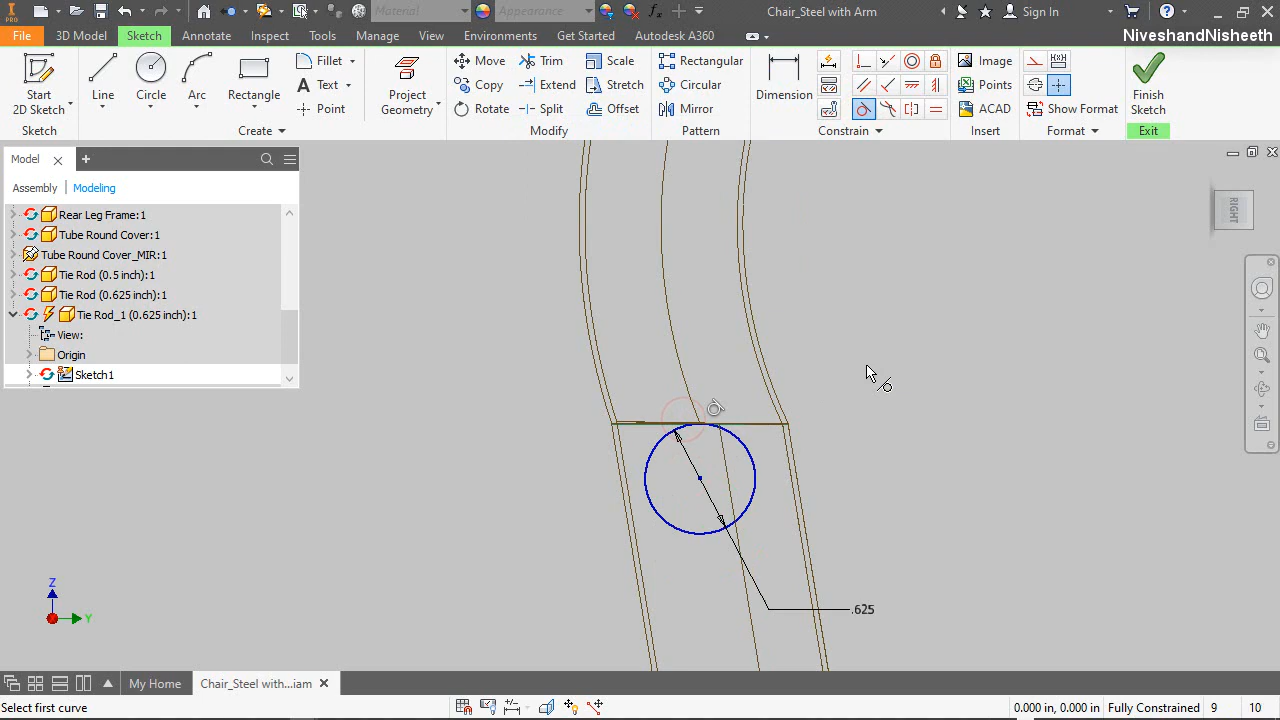 PRO
Material
Appearance
fx
Chair_Steel with Arm
Sign In
?
File
3D Model
Sketch
Annotate
Inspect
Tools
Manage
View
Environments
Get Started
Autodesk A360
NiveshandNisheeth
Start
2D Sketch
Line
Circle
Arc
Rectangle
Fillet
Text
Point
Project
Geometry
Move
Copy
Rotate
Trim
Extend
Split
Scale
Stretch
Offset
Rectangular
Circular
Mirror
Dimension
Image
Points
ACAD
Show Format
Finish
Sketch
Sketch
Create
Modify
Pattern
Constrain
Insert
Format
Exit
Model
Assembly
Modeling
Rear Leg Frame:1
Tube Round Cover:1
Tube Round Cover_MIR:1
Tie Rod (0.5 inch):1
Tie Rod (0.625 inch):1
Tie Rod_1 (0.625 inch):1
View:
Origin
Sketch1
RIGHT
.625
Z
Y
My Home
Chair_Steel with...iam
Select first curve
0.000 in, 0.000 in
Fully Constrained
9
10